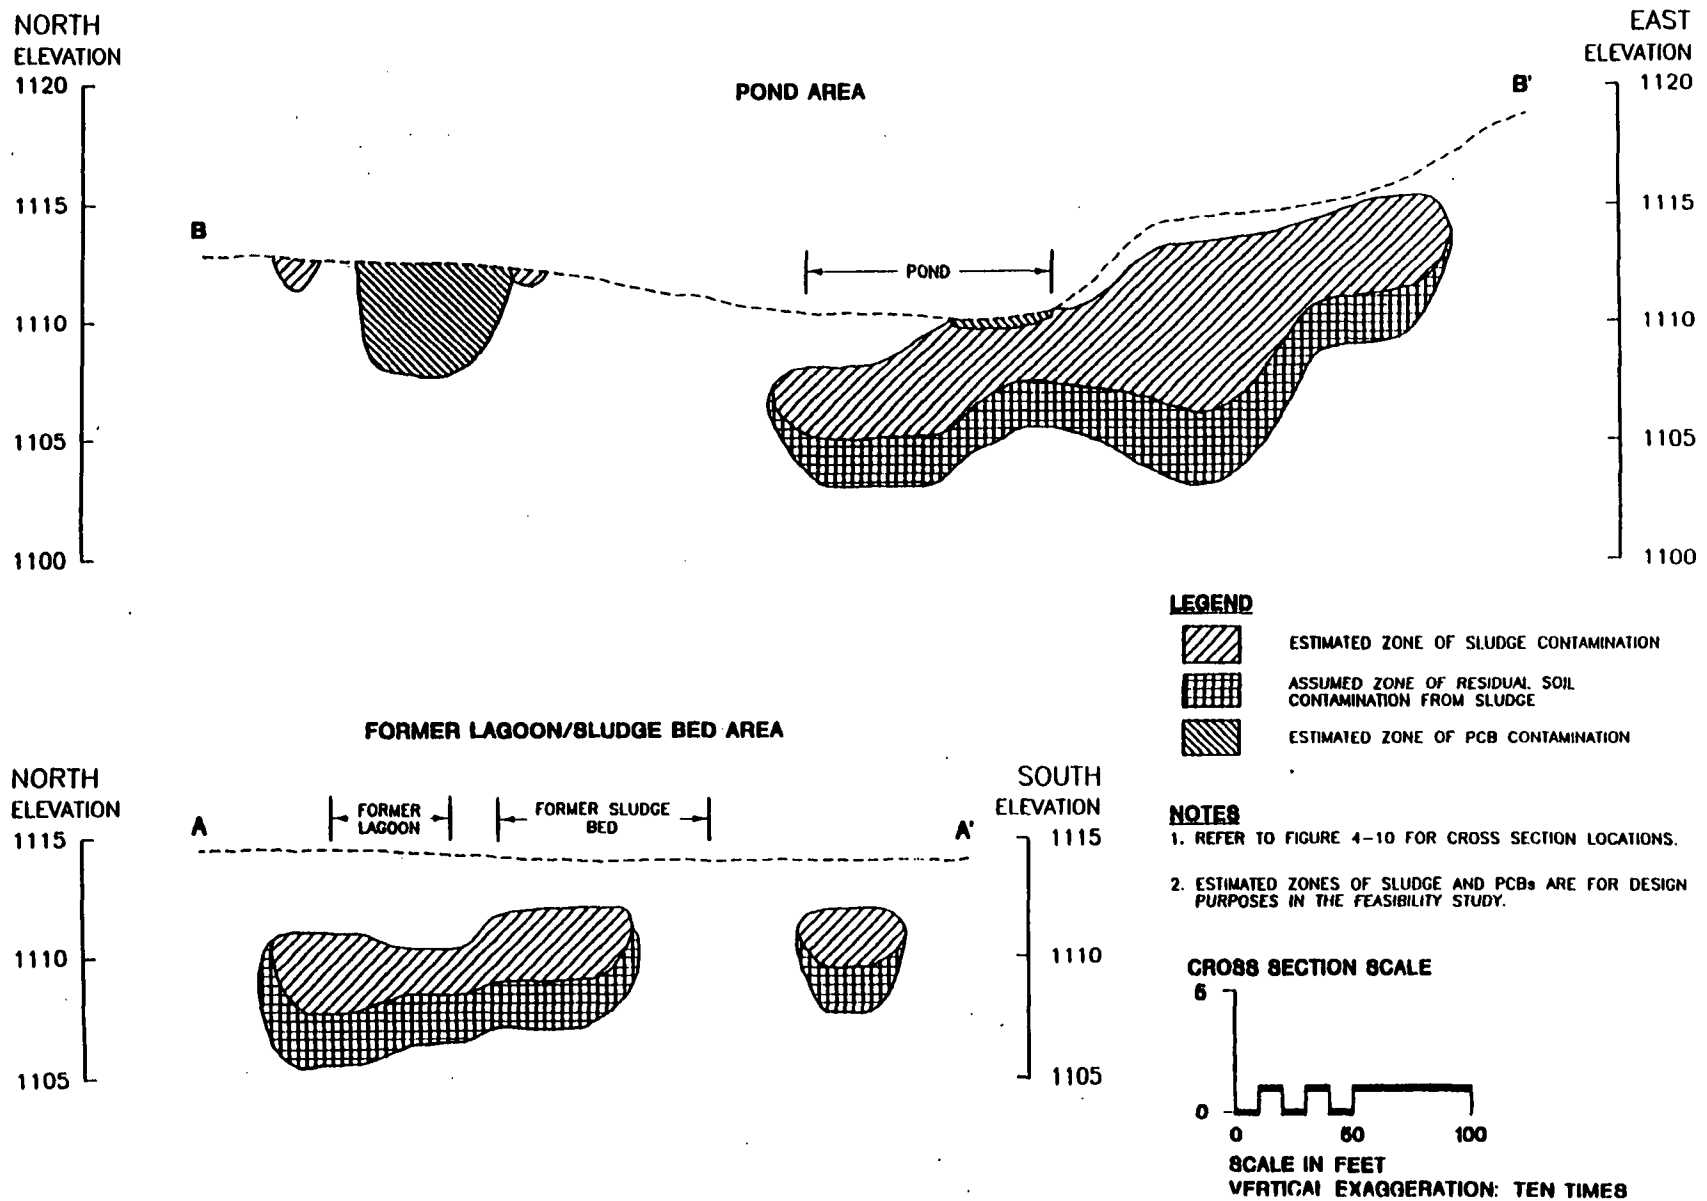 NORTH
ELEVATION
1120
1115
1110
1105
1100
POND AREA
EAST
ELEVATION
1120
1115
1110
1105
1100
B
B'
POND
LEGEND
ESTIMATED ZONE OF SLUDGE CONTAMINATION
ASSUMED ZONE OF RESIDUAL SOIL
CONTAMINATION FROM SLUDGE
ESTIMATED ZONE OF PCB CONTAMINATION
FORMER LAGOON/SLUDGE BED AREA
NORTH
ELEVATION
1115
1110
1105
SOUTH
ELEVATION
1115
1110
1105
A
A'
FORMER
LAGOON
FORMER SLUDGE
BED
NOTES
1. REFER TO FIGURE 4-10 FOR CROSS SECTION LOCATIONS.
2. ESTIMATED ZONES OF SLUDGE AND PCBs ARE FOR DESIGN
PURPOSES IN THE FEASIBILITY STUDY.
CROSS SECTION SCALE
5
0
0 50 100
SCALE IN FEET
VERTICAL EXAGGERATION: TEN TIMES